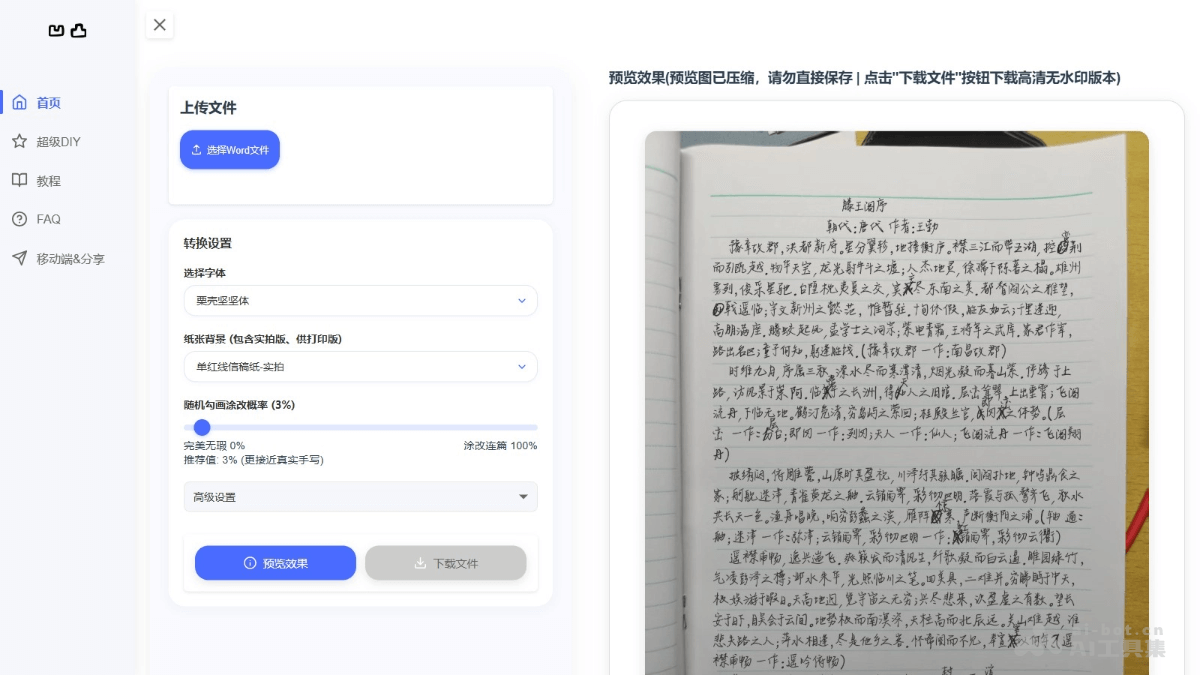 首页
超级DIY
教程
FAQ
移动端&分享
上传文件
选择Word文件
转换设置
选择字体
栗壳坚坚体
纸张背景 (包含实拍版、供打印版)
单红线信稿纸-实拍
随机勾画涂改概率 (3%)
完美无瑕 0%
涂改连篇 100%
推荐值: 3% (更接近真实手写)
高级设置
预览效果
下载文件
预览效果(预览图已压缩，请勿直接保存 | 点击"下载文件"按钮下载高清无水印版本)
滕王阁序
朝代:唐代 作者:王勃
豫章故郡,洪都新府。星分翼轸,地接衡庐。襟三江而带五湖,控
而引瓯越。物华天宝,龙光射牛斗之墟;人杰地灵,徐孺下陈蕃之榻。雄州
雾列,俊采星驰。台隍枕夷夏之交,宾 尽东南之美。都督阎公之雅望,
戟遥临;宇文新州之懿范,襜帷暂驻。十旬休假,胜友如云;千里逢迎,
高朋满座。腾蛟起凤,孟学士之词宗;紫电青霜,王将军之武库。家君作宰,
路出名区;童子何知,躬逢胜饯。(豫章故郡 一作:南昌故郡)
时维九月,序属三秋。潦水尽而寒潭清,烟光凝而暮山紫。俨骖于上
路,访风景于崇阿。临 之长洲,得 人之旧馆。层峦耸翠,上出重霄;飞阁
流丹,下临无地。鹤汀凫渚,穷岛屿之萦回;桂殿兰宫, 之体势。(层
峦 一作:层台;即冈 一作:列冈;天人 一作:仙人;飞阁流丹 一作:飞阁翔
丹)
披绣闼,俯雕甍,山原旷其盈视,川泽纡其骇瞩。闾阎扑地,钟鸣鼎食之
家;舸舰迷津,青雀黄龙之舳。云销雨霁,彩彻区明。落霞与孤鹜齐飞,秋水
共长天一色。渔舟唱晚,响穷彭蠡之滨,雁阵 寒,声断衡阳之浦。(轴 通:
舳;迷津 一作:弥津;云销雨霁,彩彻区明 一作: 销雨霁,彩彻云衢)
遥襟甫畅,逸兴遄飞。爽籁发而清风生,纤歌凝而白云遏。睢园绿竹,
气凌彭泽之樽;邺水朱华,光照临川之笔。四美具,二难并。穷睇眄于中天,
极娱游于暇日。天高地迥,觉宇宙之无穷;兴尽悲来,识盈虚之有数。望长
安于日下,目吴会于云间。地势极而南溟深,天柱高而北辰远。关山难越,谁
悲失路之人;萍水相逢,尽是他乡之客。怀帝阍而不见,奉宣 以何年?(遥
襟甫畅 一作:遥吟俯畅)
ai-bot.cn
AI工具集